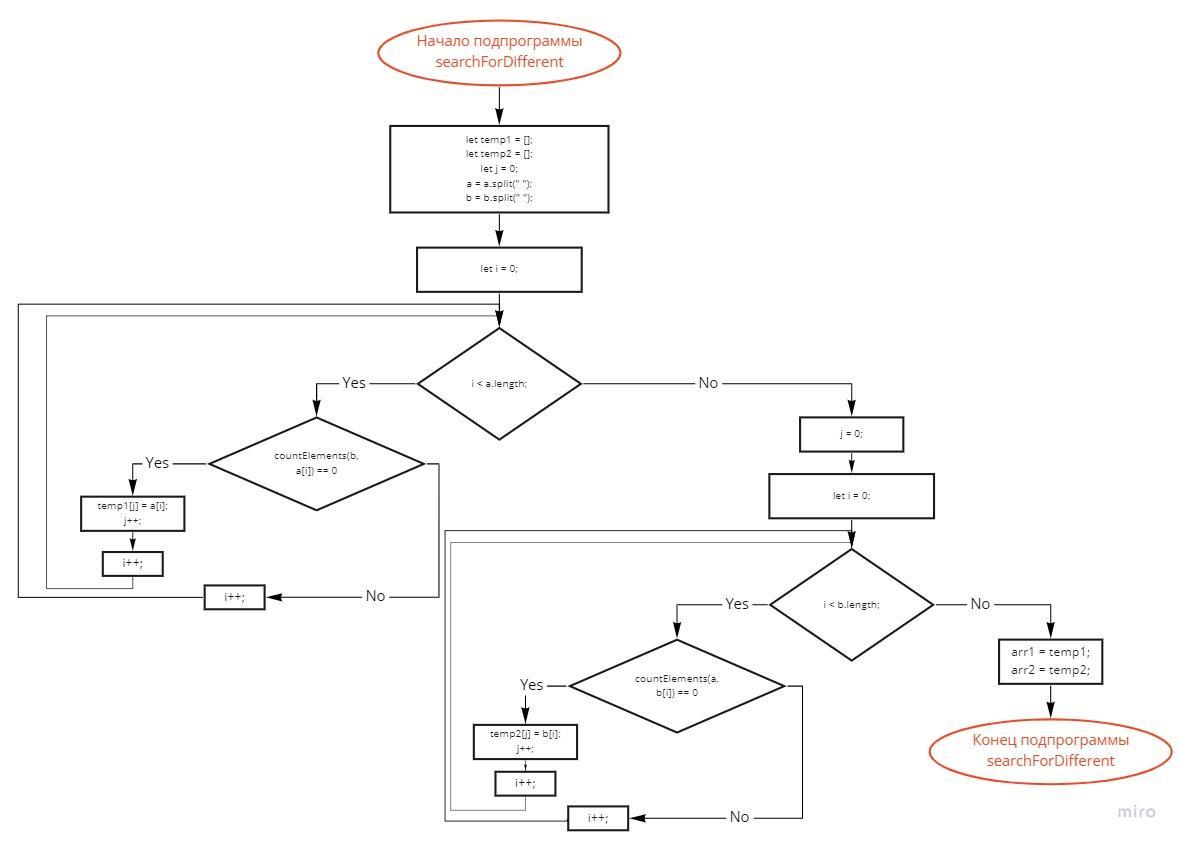 Начало подпрограммы
searchForDifferent
let temp1 = [];
let temp2 = [];
let j = 0;
a = a.split(" ");
b = b.split(" ");
let i = 0;
i < a.length;
Yes
No
countElements(b,
a[i]) == 0
Yes
temp1[j] = a[i];
j++;
i++;
No
i++;
j = 0;
let i = 0;
i < b.length;
Yes
No
countElements(a,
b[i]) == 0
Yes
temp2[j] = b[i];
j++;
i++;
No
i++;
arr1 = temp1;
arr2 = temp2;
Конец подпрограммы
searchForDifferent
miro